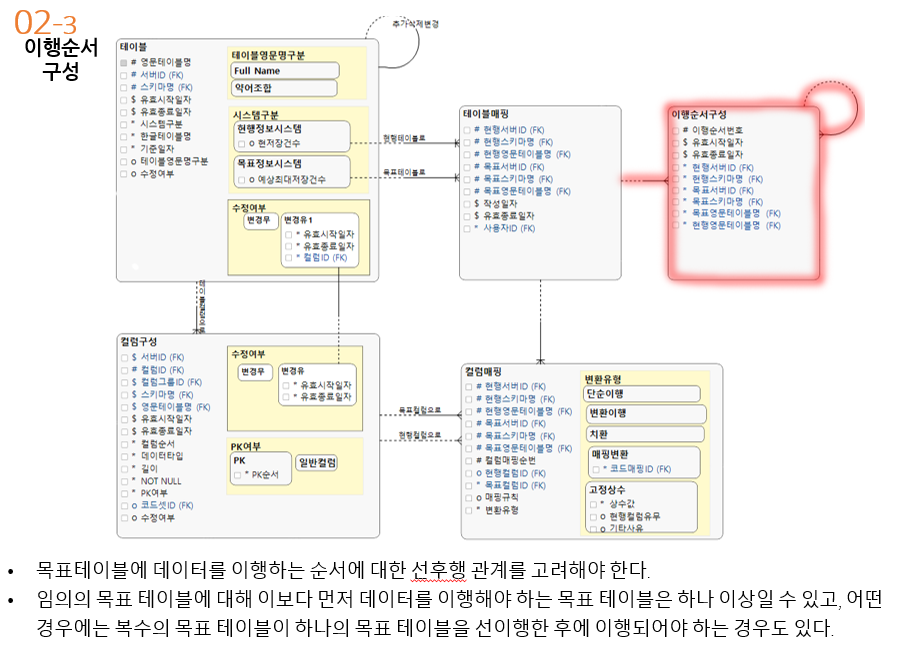 02-3
이행순서
구성
추가삭제변경
테이블
# 영문테이블명
# 서버ID (FK)
# 스키마명 (FK)
$ 유효시작일자
$ 유효종료일자
* 시스템구분
* 한글테이블명
* 기준일자
o 테이블영문명구분
o 수정여부
테이블영문명구분
Full Name
약어조합
시스템구분
현행정보시스템
o 현저장건수
목표정보시스템
o 예상최대저장건수
수정여부
변경무
변경유1
* 유효시작일자
* 유효종료일자
* 컬럼ID (FK)
현행테이블로
목표테이블로
테이블매핑
# 현행서버ID (FK)
# 현행스키마명 (FK)
# 현행영문테이블명 (FK)
# 목표서버ID (FK)
# 목표스키마명 (FK)
# 목표영문테이블명 (FK)
$ 작성일자
$ 유효종료일자
* 사용자ID (FK)
이행순서구성
# 이행순서번호
$ 유효시작일자
$ 유효종료일자
* 현행서버ID (FK)
* 현행스키마명 (FK)
* 목표서버ID (FK)
* 목표스키마명 (FK)
* 목표영문테이블명 (FK)
* 현행영문테이블명 (FK)
컬럼구성
$ 서버ID (FK)
# 컬럼ID (FK)
$ 컬럼그룹ID (FK)
$ 스키마명 (FK)
$ 영문테이블명 (FK)
$ 유효시작일자
$ 유효종료일자
* 컬럼순서
* 데이터타입
* 길이
* NOT NULL
* PK여부
o 코드셋ID (FK)
o 수정여부
수정여부
변경무
변경유
* 유효시작일자
* 유효종료일자
PK여부
PK
* PK순서
일반컬럼
목표컬럼으로
현행컬럼으로
컬럼매핑
# 현행서버ID (FK)
# 현행스키마명 (FK)
# 현행영문테이블명 (FK)
# 목표서버ID (FK)
# 목표스키마명 (FK)
# 목표영문테이블명 (FK)
# 컬럼매핑순번
o 현행컬럼ID (FK)
* 목표컬럼ID (FK)
o 매핑규칙
* 변환유형
변환유형
단순이행
변환이행
치환
매핑변환
* 코드매핑ID (FK)
고정상수
* 상수값
o 현행컬럼유무
o 기타사유
• 목표테이블에 데이터를 이행하는 순서에 대한 선후행 관계를 고려해야 한다.
• 임의의 목표 테이블에 대해 이보다 먼저 데이터를 이행해야 하는 목표 테이블은 하나 이상일 수 있고, 어떤
경우에는 복수의 목표 테이블이 하나의 목표 테이블을 선이행한 후에 이행되어야 하는 경우도 있다.